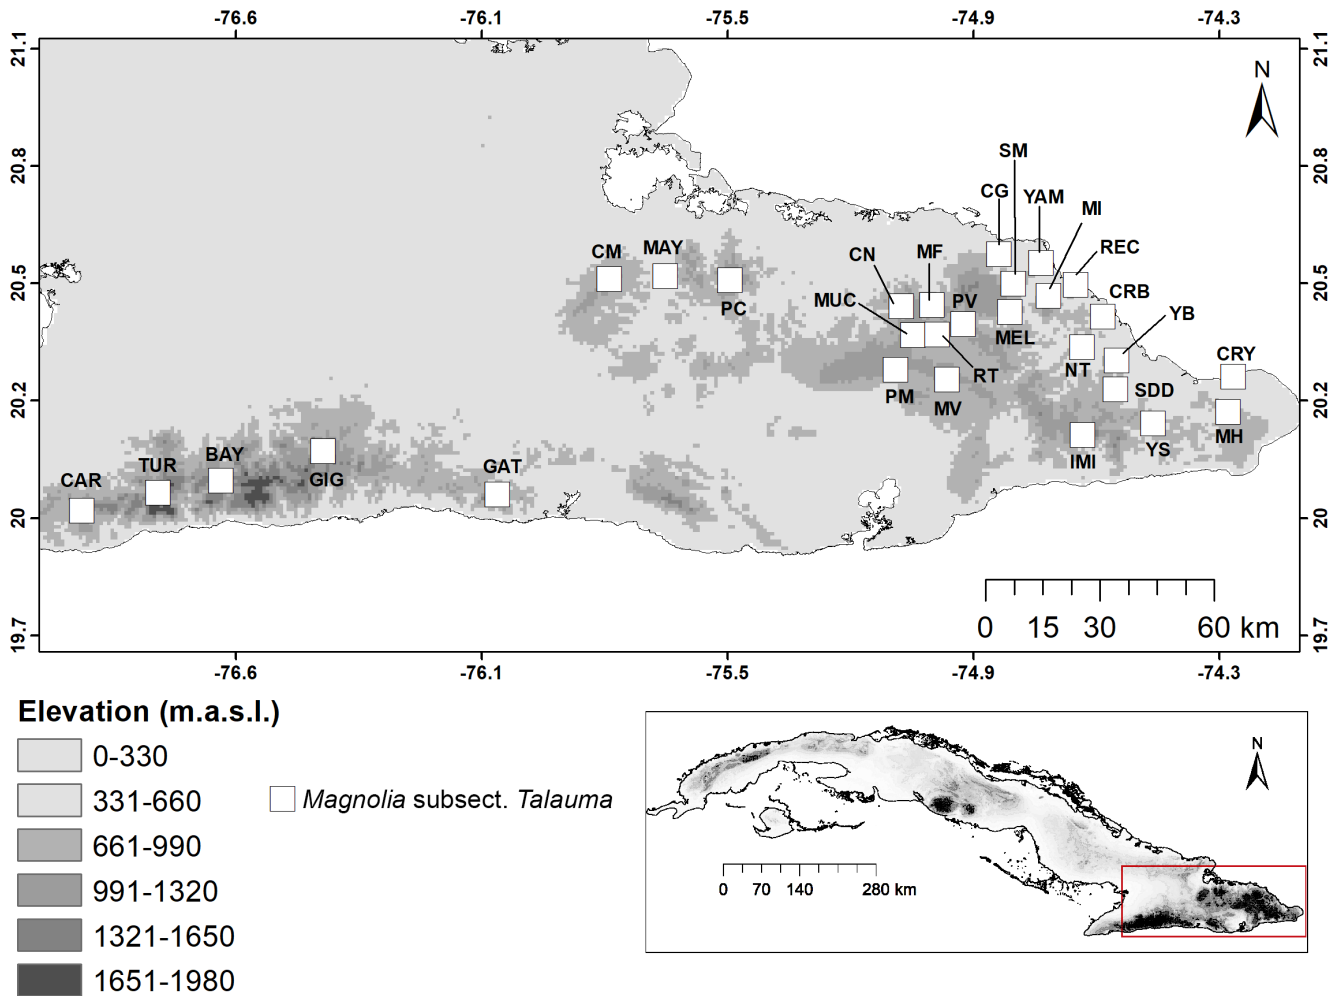 -76.6 -76.1 -75.5 -74.9 -74.3
21.1 21.1
N
20.8 20.8
SM
CG YAM MI
CM MAY CN MF REC
20.5 20.5
MUC PV CRB
PC MEL YB
RT NT CRY
PM MV SDD
20.2 20.2
IMI YS MH
CAR TUR BAY GIG GAT
20 20
0 15 30 60 km
19.7 19.7
-76.6 -76.1 -75.5 -74.9 -74.3
Elevation (m.a.s.l.)
0-330
331-660
661-990
991-1320
1321-1650
1651-1980
Magnolia subsect. Talauma
N
0 70 140 280 km